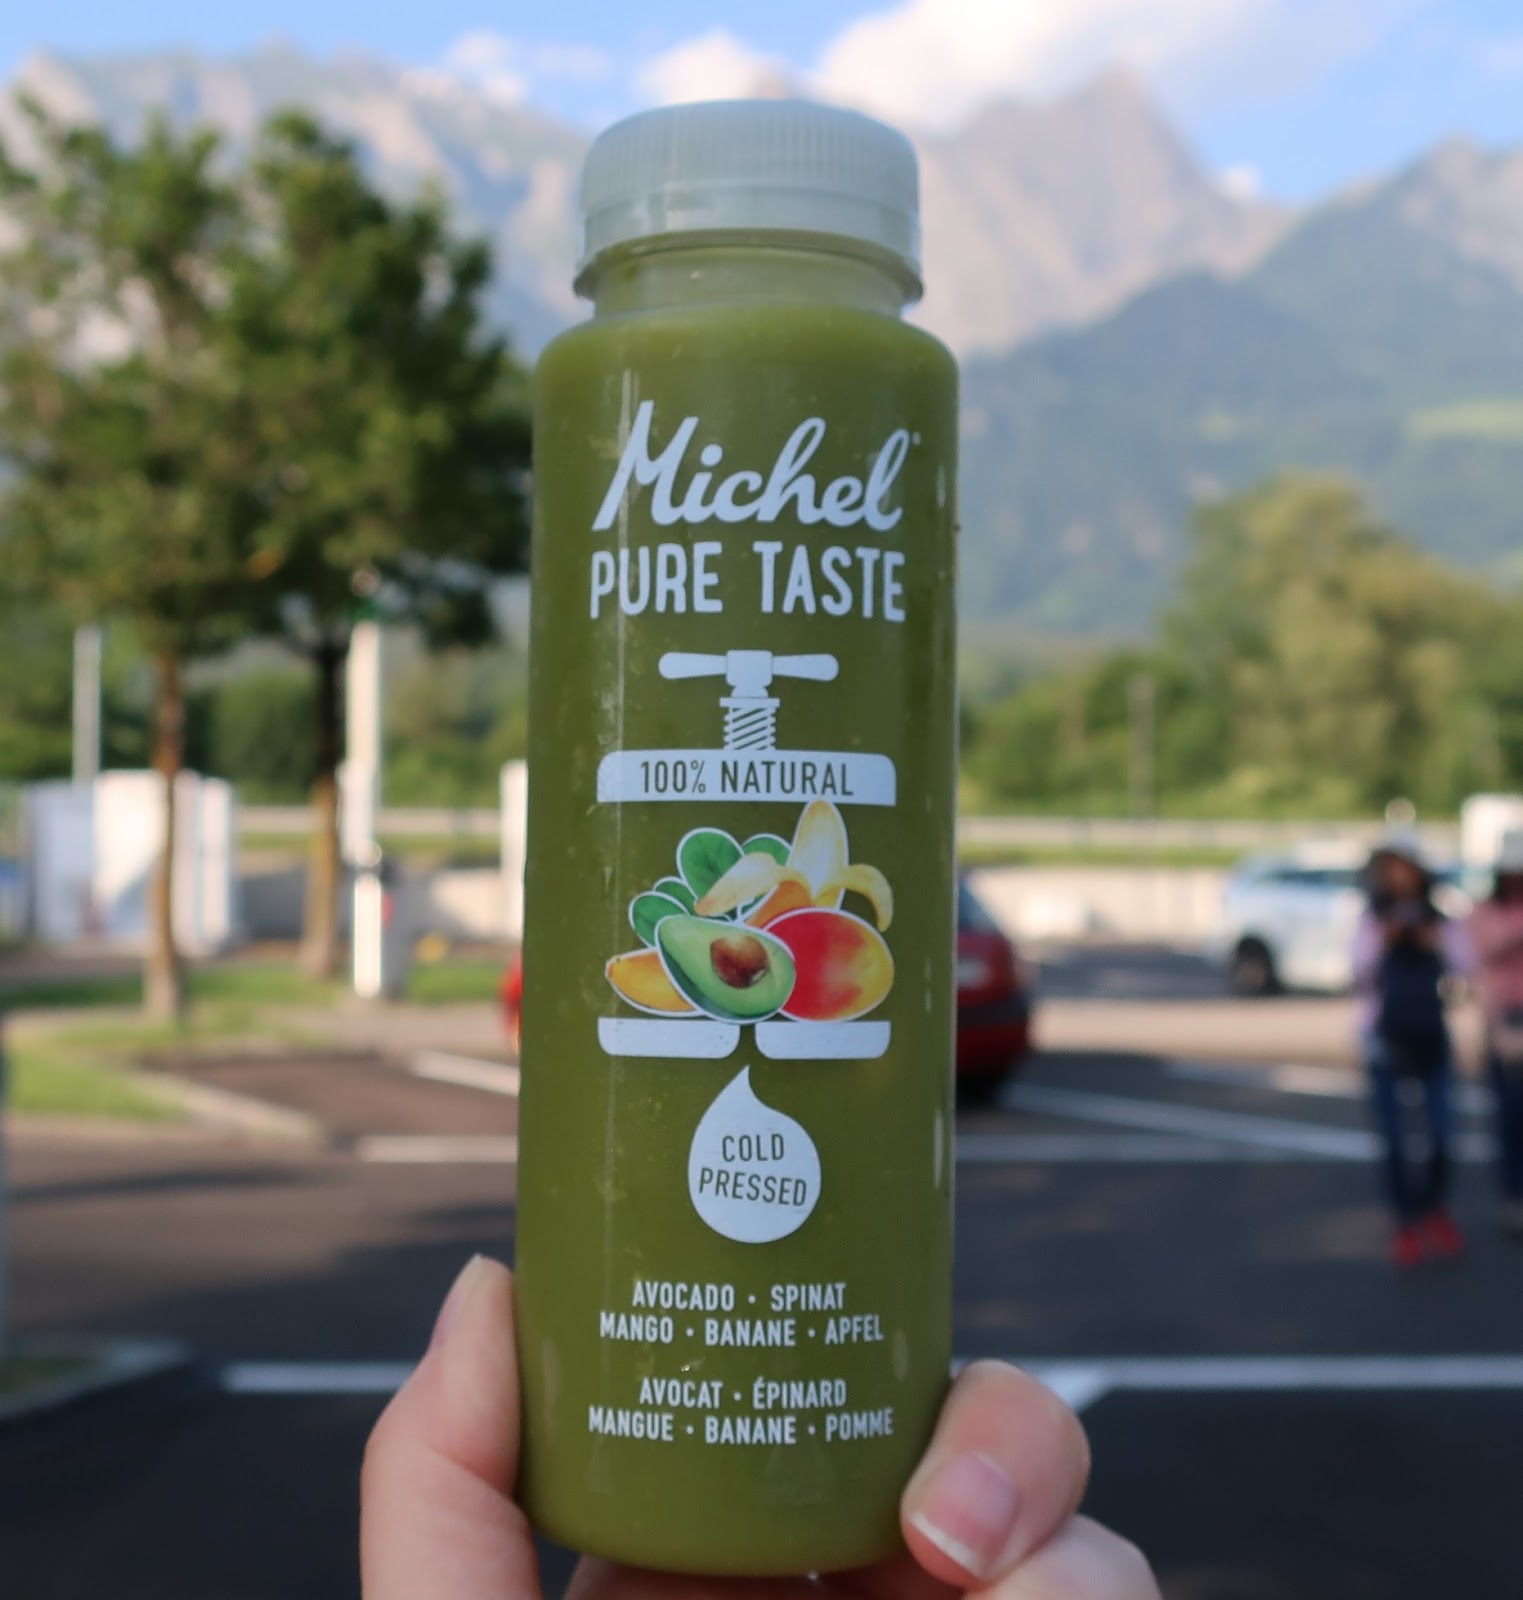 Michel
PURE TASTE
100% NATURAL
COLD
PRESSED
AVOCADO · SPINAT
MANGO · BANANE · APFEL
AVOCAT · ÉPINARD
MANGUE · BANANE · POMME